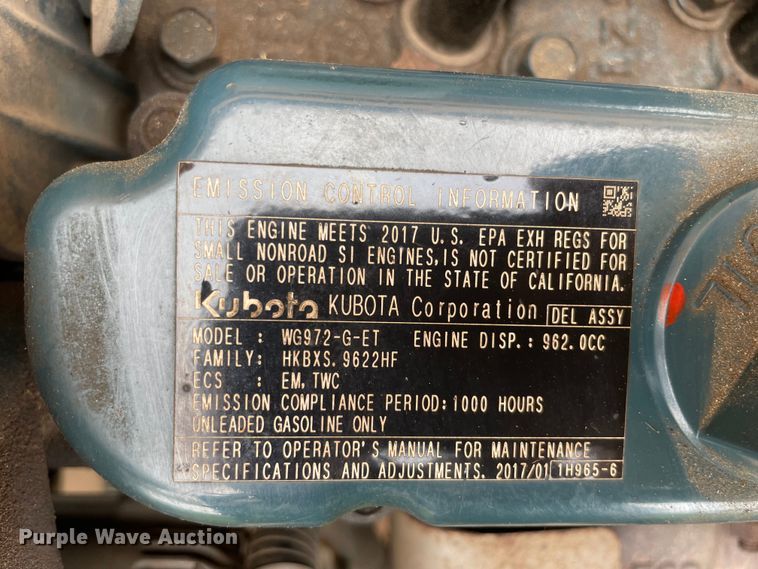 EMISSION CONTROL INFORMATION
THIS ENGINE MEETS 2017 U.S. EPA EXH REGS FOR
SMALL NONROAD SI ENGINES, IS NOT CERTIFIED FOR
SALE OR OPERATION IN THE STATE OF CALIFORNIA.
Kubota KUBOTA Corporation DEL ASSY
MODEL : WG972-G-ET ENGINE DISP.: 962.0CC
FAMILY: HKBXS.9622HF
ECS : EM, TWC
EMISSION COMPLIANCE PERIOD: 1000 HOURS
UNLEADED GASOLINE ONLY
REFER TO OPERATOR'S MANUAL FOR MAINTENANCE
SPECIFICATIONS AND ADJUSTMENTS. 2017/01 1H965-6
Purple Wave Auction